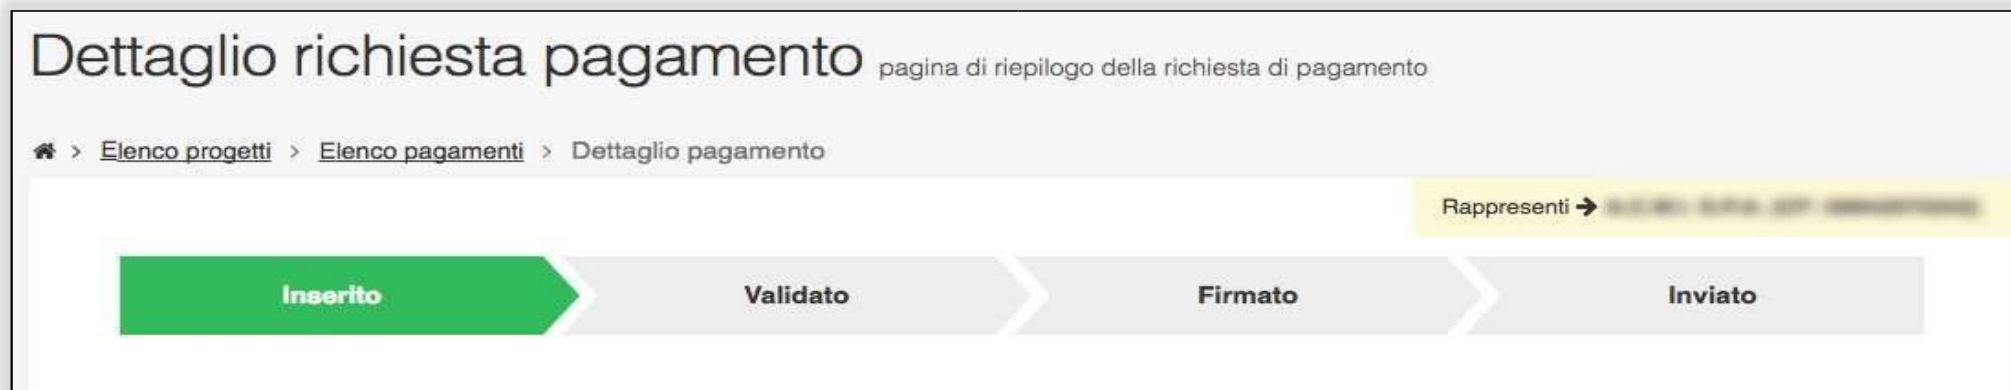 Dettaglio richiesta pagamento pagina di riepilogo della richiesta di pagamento
> Elenco progetti > Elenco pagamenti > Dettaglio pagamento
Rappresenti →
Inserito Validato Firmato Inviato